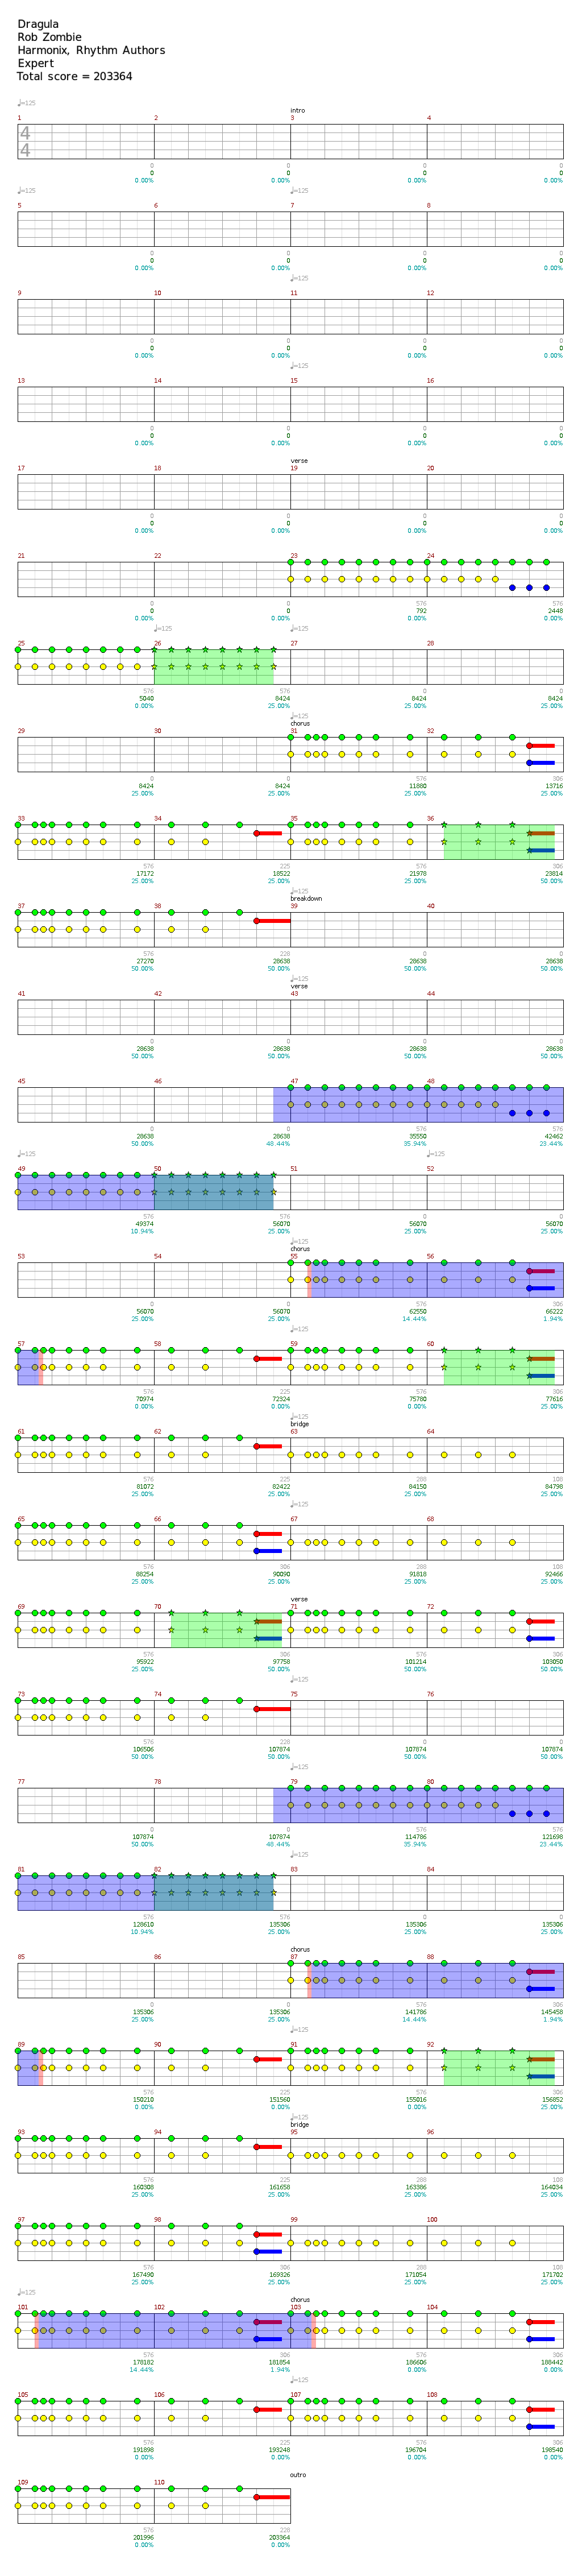 Dragula
Rob Zombie
Harmonix, Rhythm Authors
Expert
Total score = 203364
♩=125
intro
1 2 3 4
4
4
0 0 0 0
0 0 0 0
0.00% 0.00% 0.00% 0.00%
♩=125 ♩=125
5 6 7 8
0 0 0 0
0 0 0 0
0.00% 0.00% 0.00% 0.00%
♩=125
9 10 11 12
0 0 0 0
0 0 0 0
0.00% 0.00% 0.00% 0.00%
♩=125
13 14 15 16
0 0 0 0
0 0 0 0
0.00% 0.00% 0.00% 0.00%
verse
17 18 19 20
0 0 0 0
0 0 0 0
0.00% 0.00% 0.00% 0.00%
21 22 23 24
0 0 576 576
0 0 792 2448
0.00% 0.00% 0.00% 0.00%
♩=125 ♩=125
25 26 27 28
576 576 0 0
5040 8424 8424 8424
0.00% 25.00% 25.00% 25.00%
♩=125
chorus
29 30 31 32
0 0 576 306
8424 8424 11880 13716
25.00% 25.00% 25.00% 25.00%
33 34 35 36
576 225 576 306
17172 18522 21978 23814
25.00% 25.00% 25.00% 50.00%
♩=125
breakdown
37 38 39 40
576 228 0 0
27270 28638 28638 28638
50.00% 50.00% 50.00% 50.00%
♩=125
verse
41 42 43 44
0 0 0 0
28638 28638 28638 28638
50.00% 50.00% 50.00% 50.00%
45 46 47 48
0 0 576 576
28638 28638 35550 42462
50.00% 48.44% 35.94% 23.44%
♩=125 ♩=125
49 50 51 52
576 576 0 0
49374 56070 56070 56070
10.94% 25.00% 25.00% 25.00%
♩=125
chorus
53 54 55 56
0 0 576 306
56070 56070 62550 66222
25.00% 25.00% 14.44% 1.94%
♩=125
57 58 59 60
576 225 576 306
70974 72324 75780 77616
0.00% 0.00% 0.00% 25.00%
♩=125
bridge
61 62 63 64
576 225 288 108
81072 82422 84150 84798
25.00% 25.00% 25.00% 25.00%
♩=125
65 66 67 68
576 306 288 108
88254 90090 91818 92466
25.00% 25.00% 25.00% 25.00%
verse
69 70 71 72
576 306 576 306
95922 97758 101214 103050
25.00% 50.00% 50.00% 50.00%
♩=125
73 74 75 76
576 228 0 0
106506 107874 107874 107874
50.00% 50.00% 50.00% 50.00%
♩=125
77 78 79 80
0 0 576 576
107874 107874 114786 121698
50.00% 48.44% 35.94% 23.44%
♩=125
81 82 83 84
576 576 0 0
128610 135306 135306 135306
10.94% 25.00% 25.00% 25.00%
chorus
85 86 87 88
0 0 576 306
135306 135306 141786 145458
25.00% 25.00% 14.44% 1.94%
♩=125
89 90 91 92
576 225 576 306
150210 151560 155016 156852
0.00% 0.00% 0.00% 25.00%
♩=125
bridge
93 94 95 96
576 225 288 108
160308 161658 163386 164034
25.00% 25.00% 25.00% 25.00%
97 98 99 100
576 306 288 108
167490 169326 171054 171702
25.00% 25.00% 25.00% 25.00%
♩=125
chorus
101 102 103 104
576 306 576 306
178182 181854 186606 188442
14.44% 1.94% 0.00% 0.00%
♩=125
105 106 107 108
576 225 576 306
191898 193248 196704 198540
0.00% 0.00% 0.00% 0.00%
outro
109 110
576 228
201996 203364
0.00% 0.00%